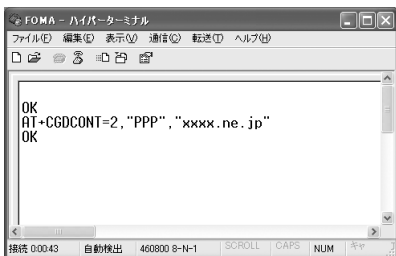 FOMA - ハイパーターミナル
ファイル(F) 編集(E) 表示(V) 通信(C) 転送(T) ヘルプ(H)
OK
AT+CGDCONT=2,"PPP","xxxx.ne.jp"
OK
接続 0:00:43 自動検出 460800 8-N-1 SCROLL CAPS NUM キャ